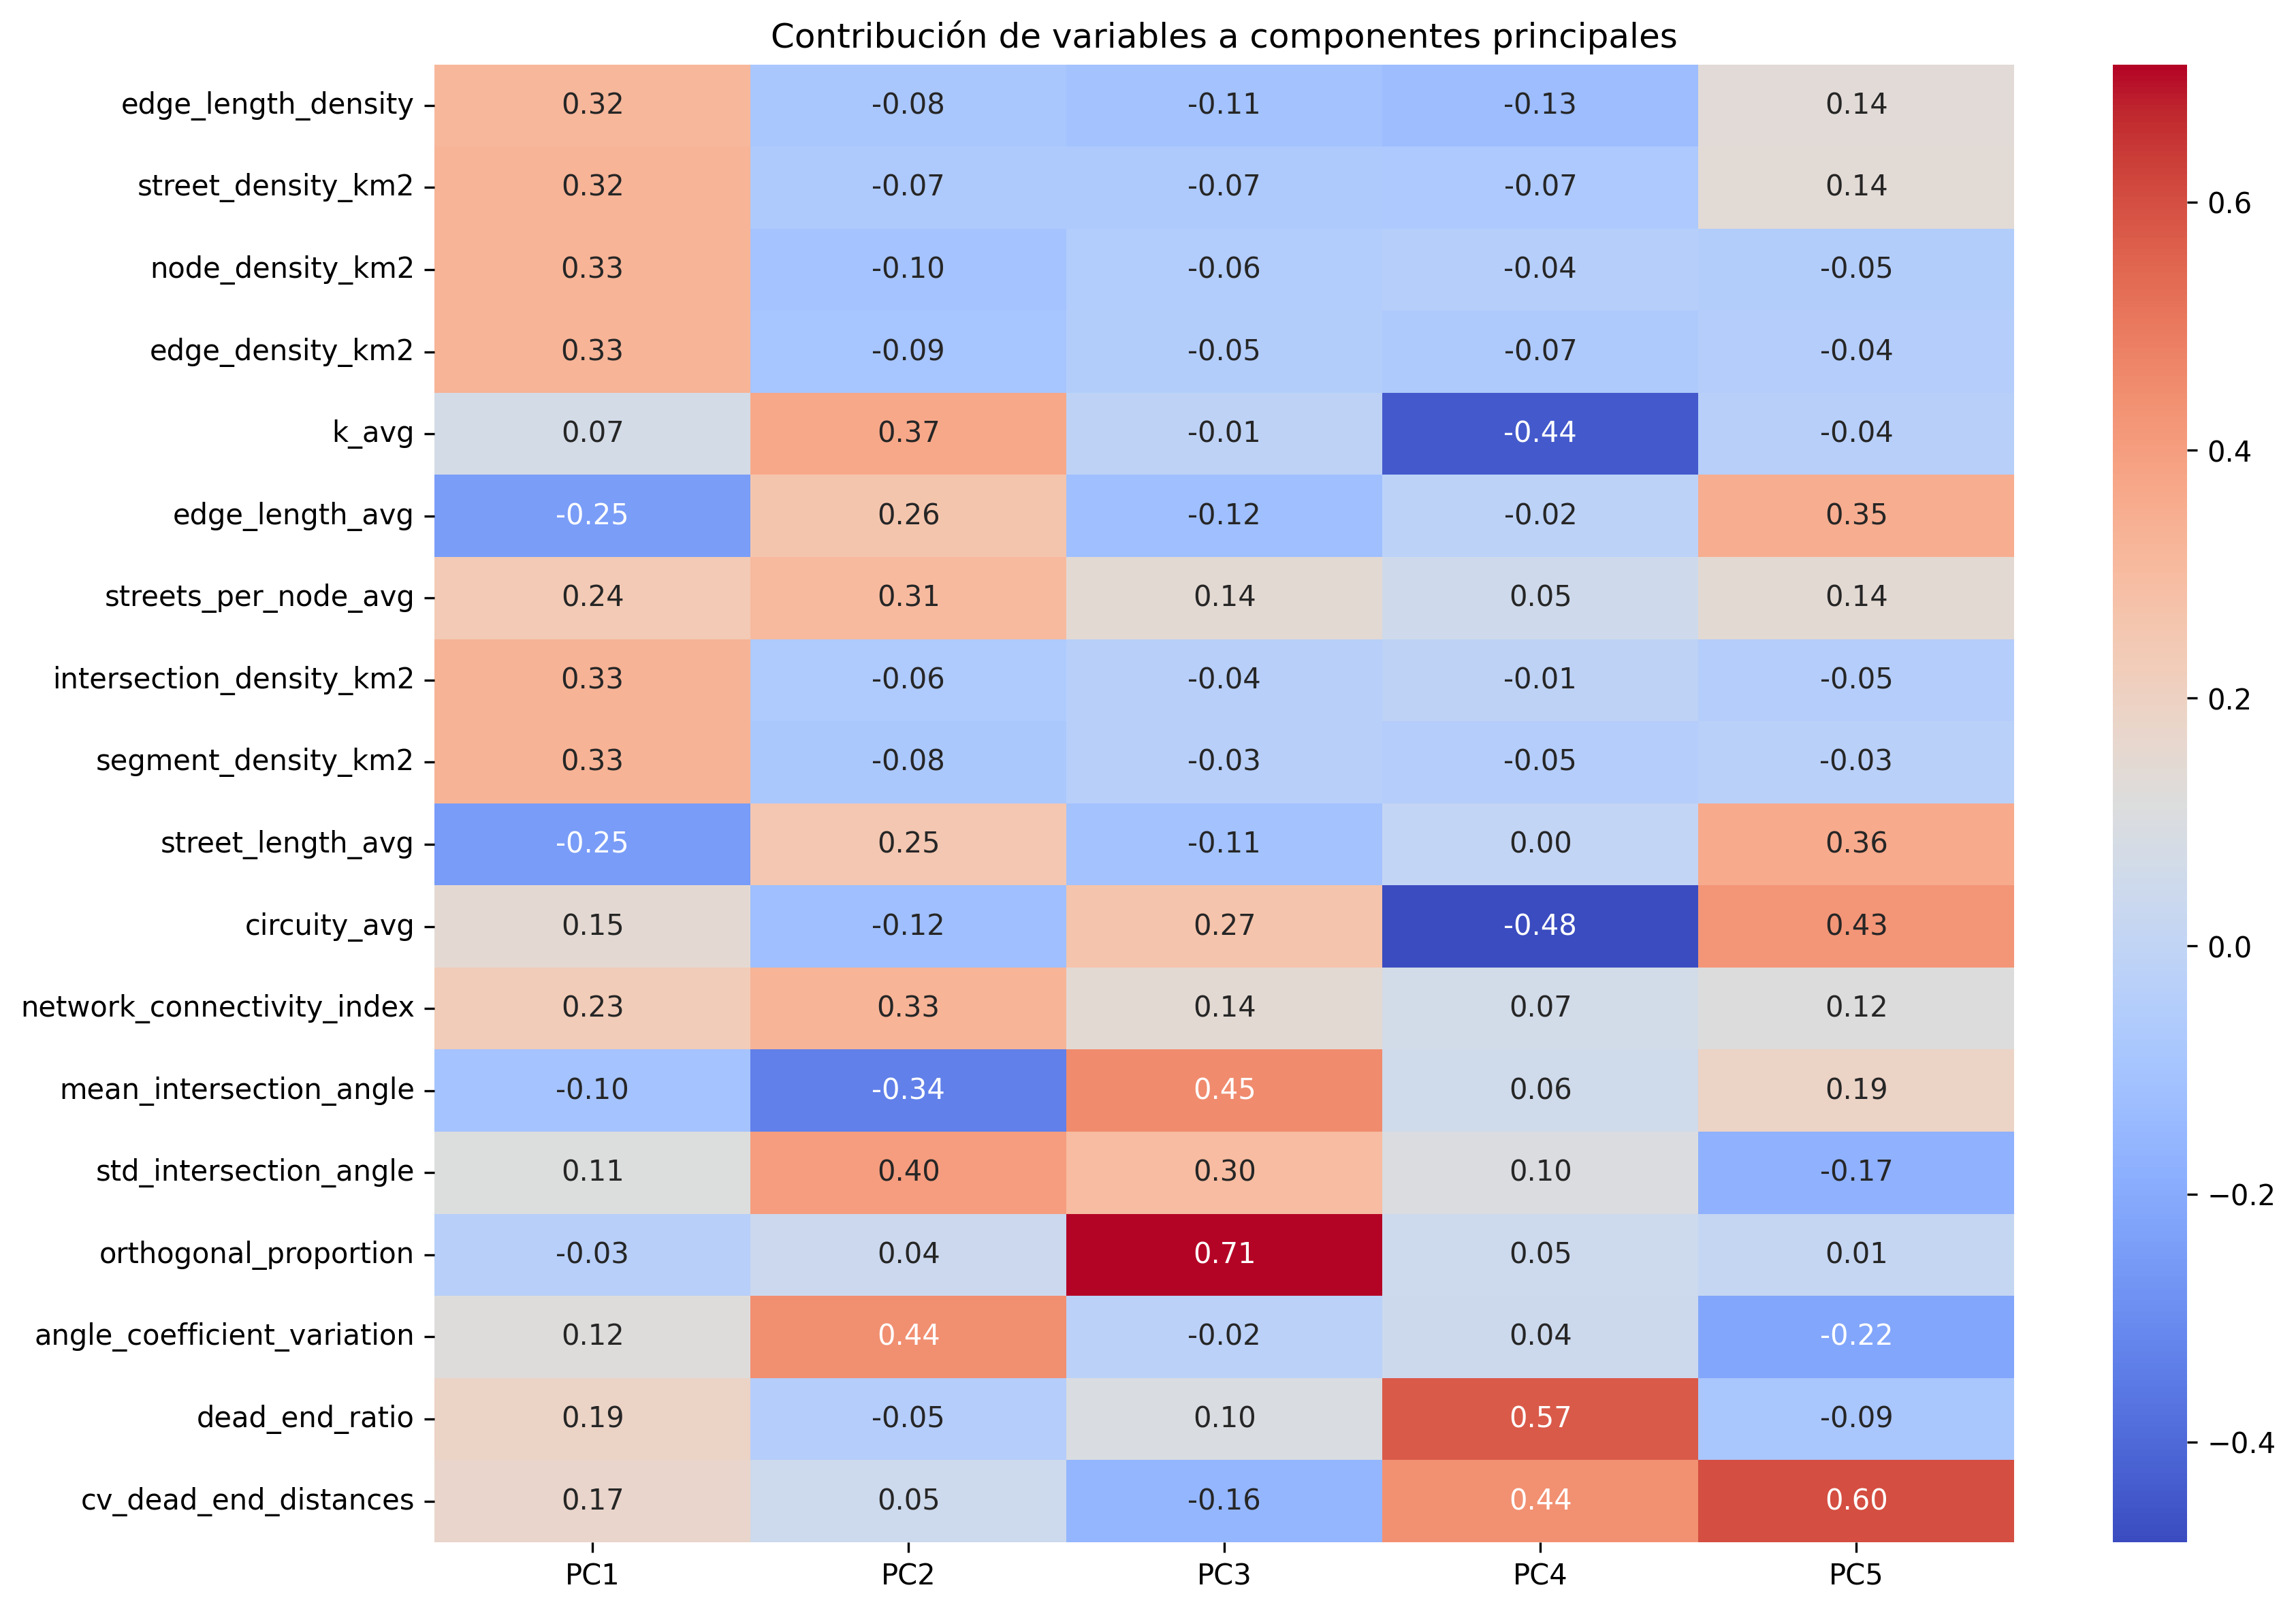 Contribución de variables a componentes principales
edge_length_density 0.32 -0.08 -0.11 -0.13 0.14
street_density_km2 0.32 -0.07 -0.07 -0.07 0.14
node_density_km2 0.33 -0.10 -0.06 -0.04 -0.05
edge_density_km2 0.33 -0.09 -0.05 -0.07 -0.04
k_avg 0.07 0.37 -0.01 -0.44 -0.04
edge_length_avg -0.25 0.26 -0.12 -0.02 0.35
streets_per_node_avg 0.24 0.31 0.14 0.05 0.14
intersection_density_km2 0.33 -0.06 -0.04 -0.01 -0.05
segment_density_km2 0.33 -0.08 -0.03 -0.05 -0.03
street_length_avg -0.25 0.25 -0.11 0.00 0.36
circuity_avg 0.15 -0.12 0.27 -0.48 0.43
network_connectivity_index 0.23 0.33 0.14 0.07 0.12
mean_intersection_angle -0.10 -0.34 0.45 0.06 0.19
std_intersection_angle 0.11 0.40 0.30 0.10 -0.17
orthogonal_proportion -0.03 0.04 0.71 0.05 0.01
angle_coefficient_variation 0.12 0.44 -0.02 0.04 -0.22
dead_end_ratio 0.19 -0.05 0.10 0.57 -0.09
cv_dead_end_distances 0.17 0.05 -0.16 0.44 0.60
PC1 PC2 PC3 PC4 PC5
0.6
0.4
0.2
0.0
−0.2
−0.4